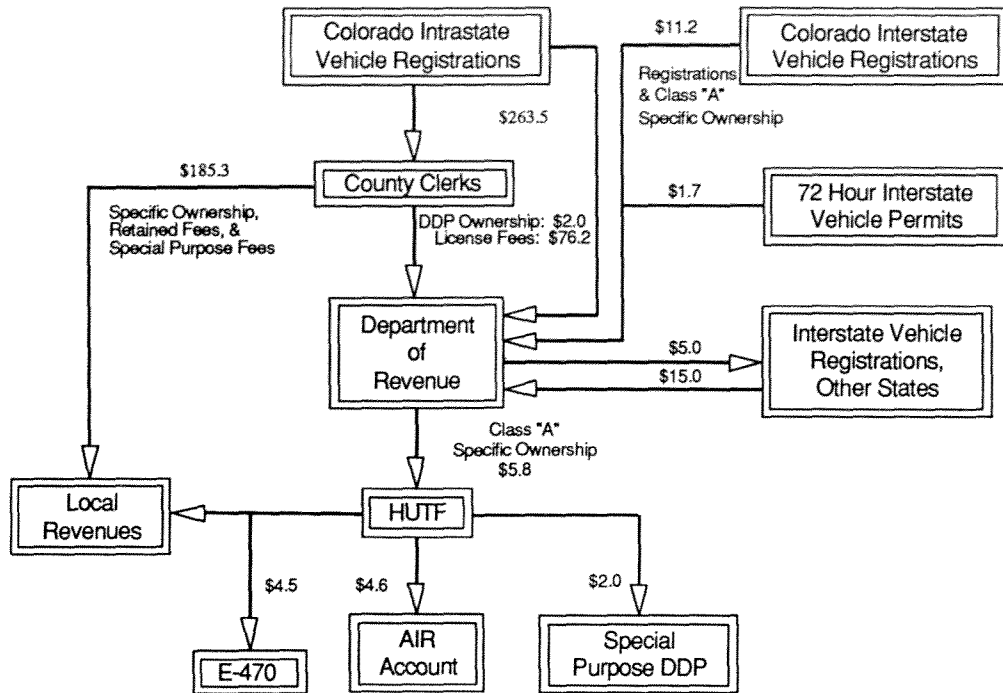 Colorado Intrastate
Vehicle Registrations
$11.2
Colorado Interstate
Vehicle Registrations
Registrations
& Class "A"
Specific Ownership
$263.5
$185.3
County Clerks
$1.7
72 Hour Interstate
Vehicle Permits
Specific Ownership,
Retained Fees, &
Special Purpose Fees
DDP Ownership: $2.0
License Fees: $76.2
Department
of
Revenue
$5.0
$15.0
Interstate Vehicle
Registrations,
Other States
Class "A"
Specific Ownership
$5.8
Local
Revenues
HUTF
$4.5
$4.6
$2.0
E-470
AIR
Account
Special
Purpose DDP